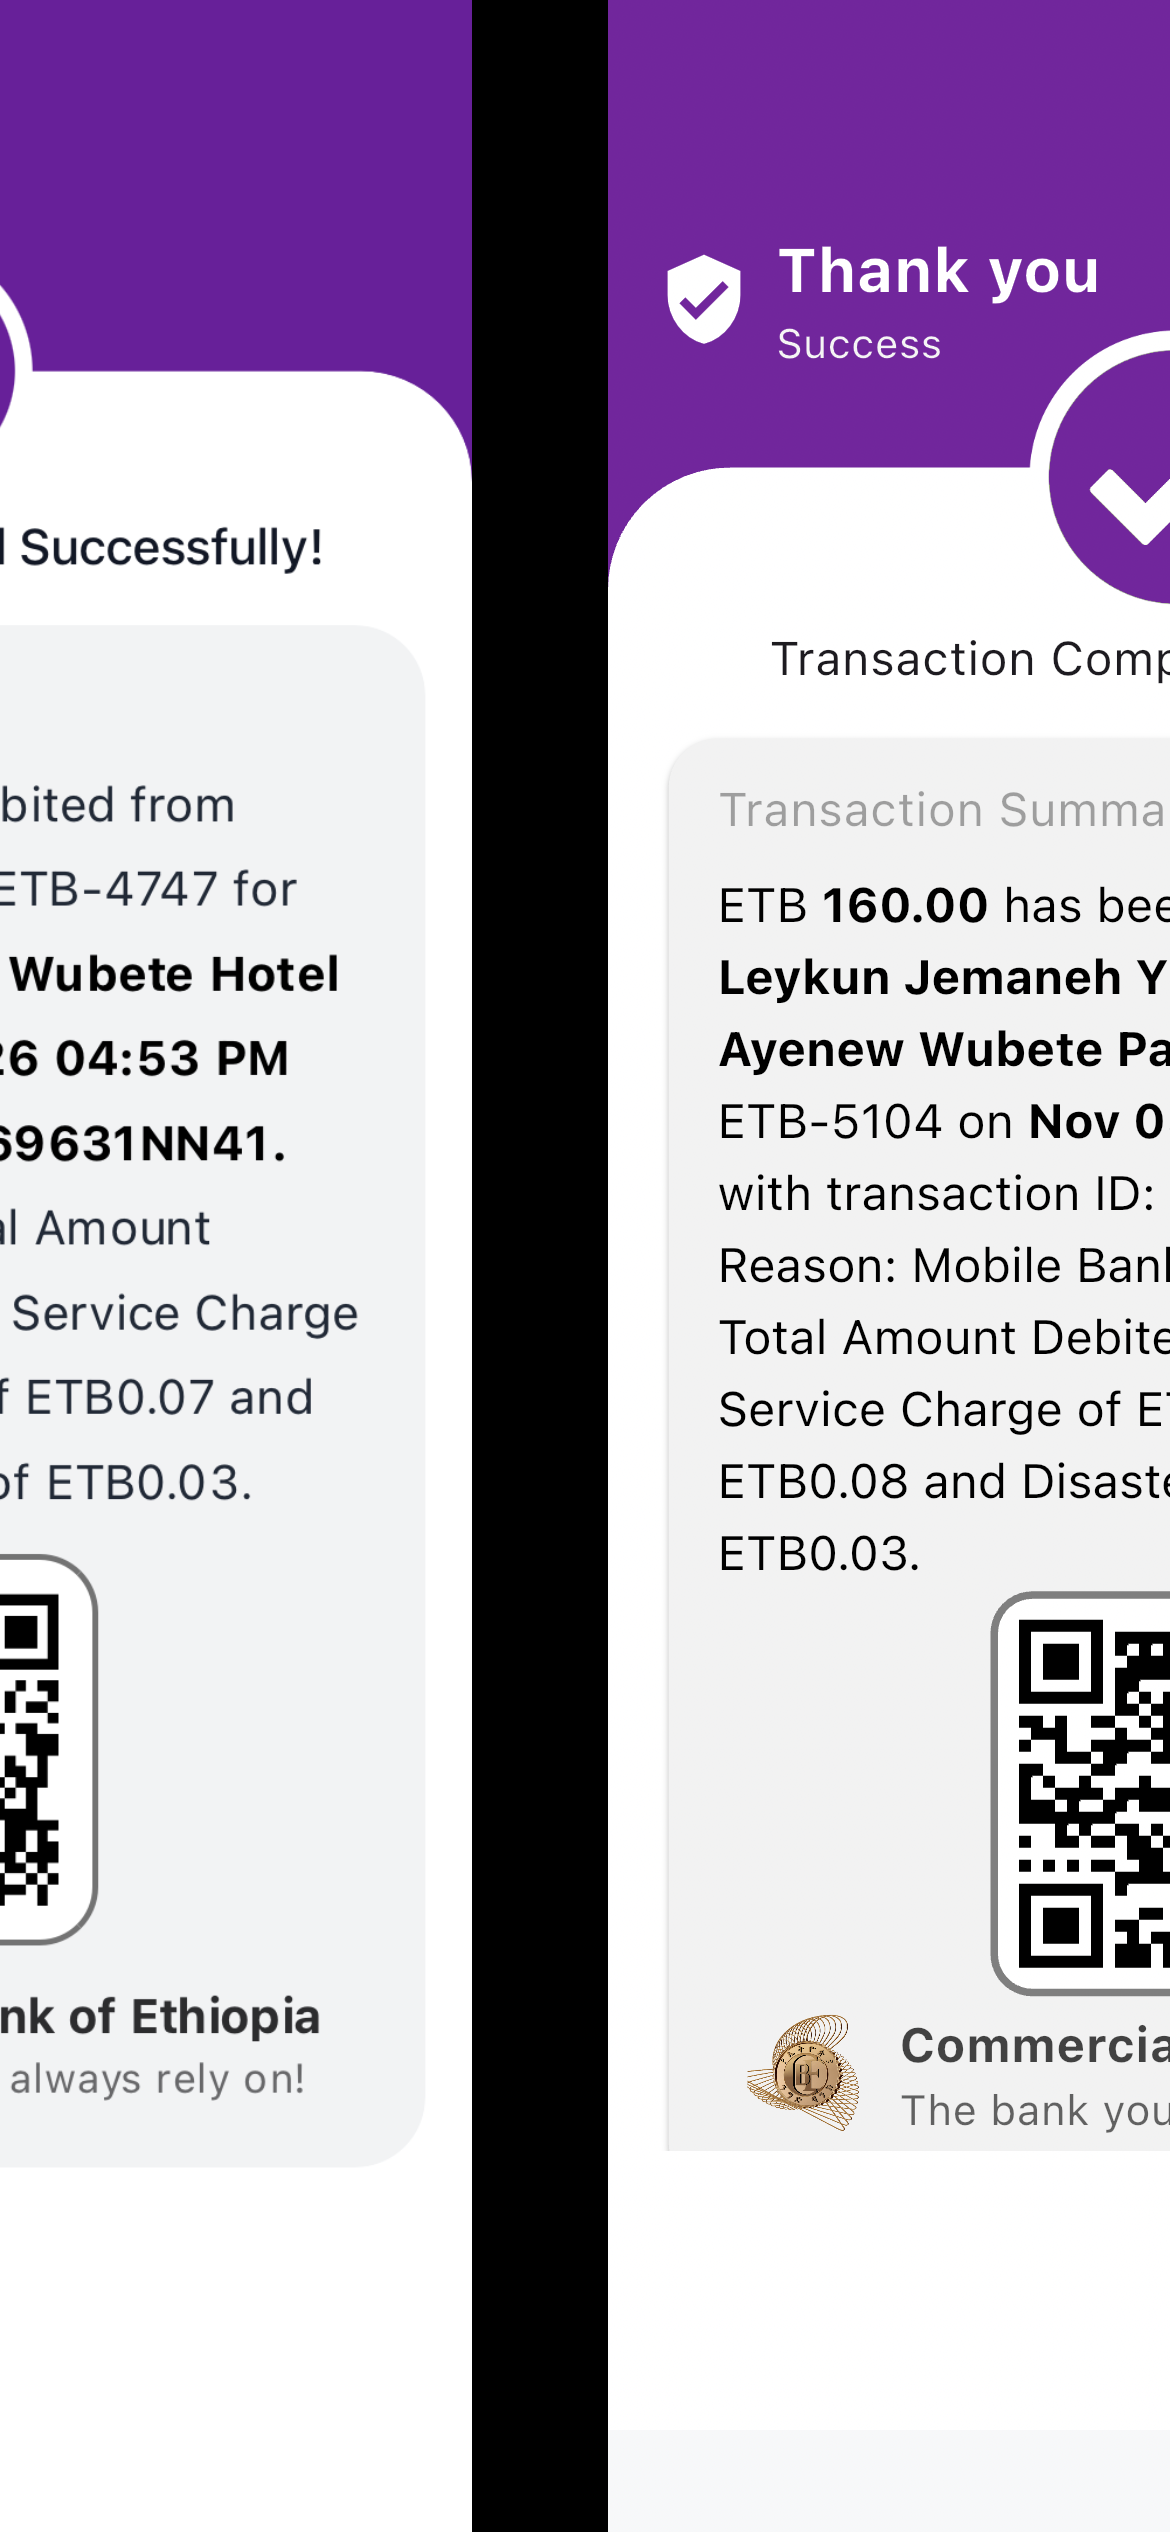 Successfully!
bited from
ETB-4747 for
Wubete Hotel
26 04:53 PM
69631NN41.
al Amount
Service Charge
f ETB0.07 and
of ETB0.03.
nk of Ethiopia
always rely on!
Thank you
Success
Transaction Comp
Transaction Summa
ETB 160.00 has bee
Leykun Jemaneh Y
Ayenew Wubete Pa
ETB-5104 on Nov 0
with transaction ID:
Reason: Mobile Bank
Total Amount Debite
Service Charge of ET
ETB0.08 and Disaste
ETB0.03.
Commercia
The bank you